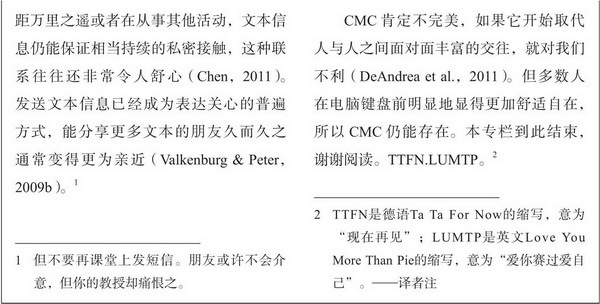 距万里之遥或者在从事其他活动，文本信
息仍能保证相当持续的私密接触，这种联
系往往还非常令人舒心（Chen，2011）。
发送文本信息已经成为表达关心的普遍
方式，能分享更多文本的朋友久而久之
通常变得更为亲近（Valkenburg & Peter，
2009b）。1
1 但不要再课堂上发短信。朋友或许不会介
意，但你的教授却痛恨之。
CMC 肯定不完美，如果它开始取代
人与人之间面对面丰富的交往，就对我们
不利（DeAndrea et al.，2011）。但多数人
在电脑键盘前明显地显得更加舒适自在，
所以 CMC 仍能存在。本专栏到此结束，
谢谢阅读。TTFN.LUMTP。2
2 TTFN是德语Ta Ta For Now的缩写，意为
“现在再见”；LUMTP是英文Love You
More Than Pie的缩写，意为“爱你赛过爱自
己”。——译者注